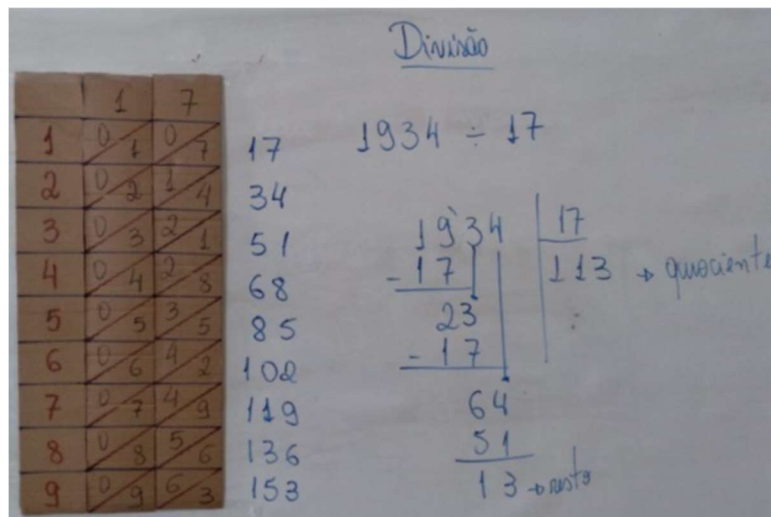 Divisão
1 7
1 0 1 0 7 17
2 0 2 1 4 34
3 0 3 2 1 51
4 0 4 2 8 68
5 0 5 3 5 85
6 0 6 4 2 102
7 0 7 4 9 119
8 0 8 5 6 136
9 0 9 6 3 153
1934 ÷ 17
1934 17
-17 113 → quociente
23
-17
64
51
13 → resto